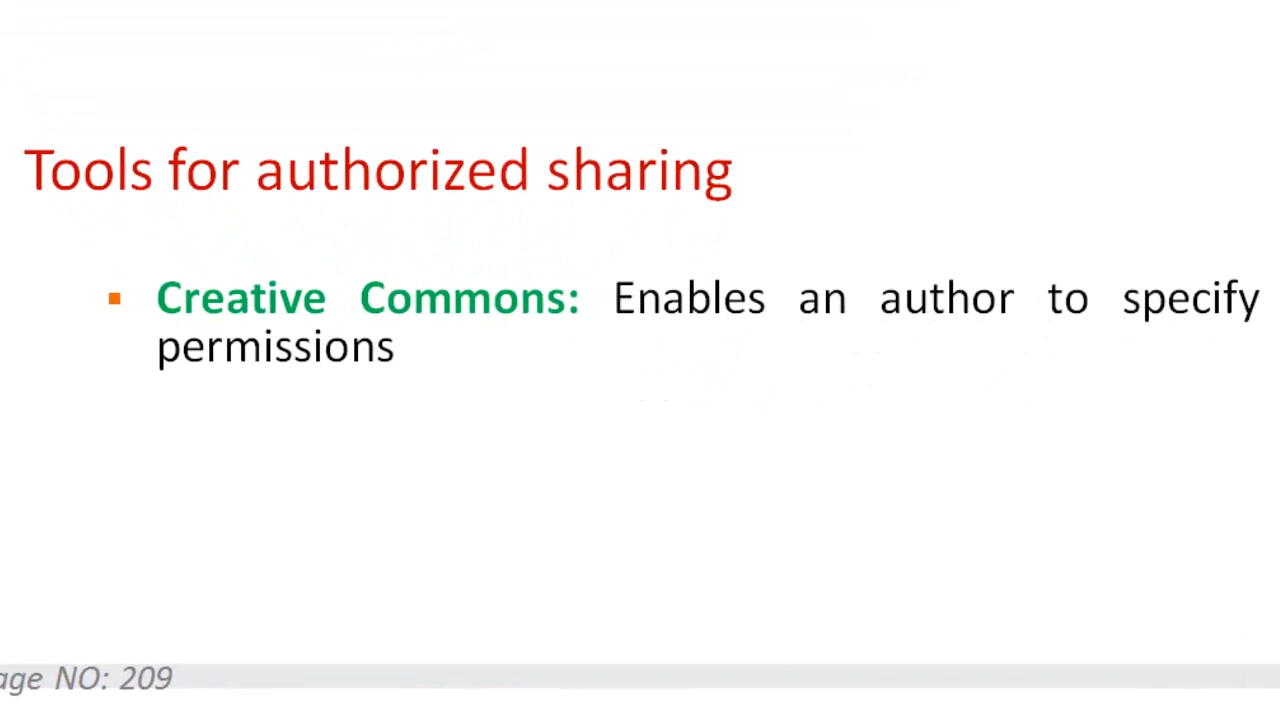 Tools for authorized sharing
▪ Creative Commons: Enables an author to specify
permissions
age NO: 209